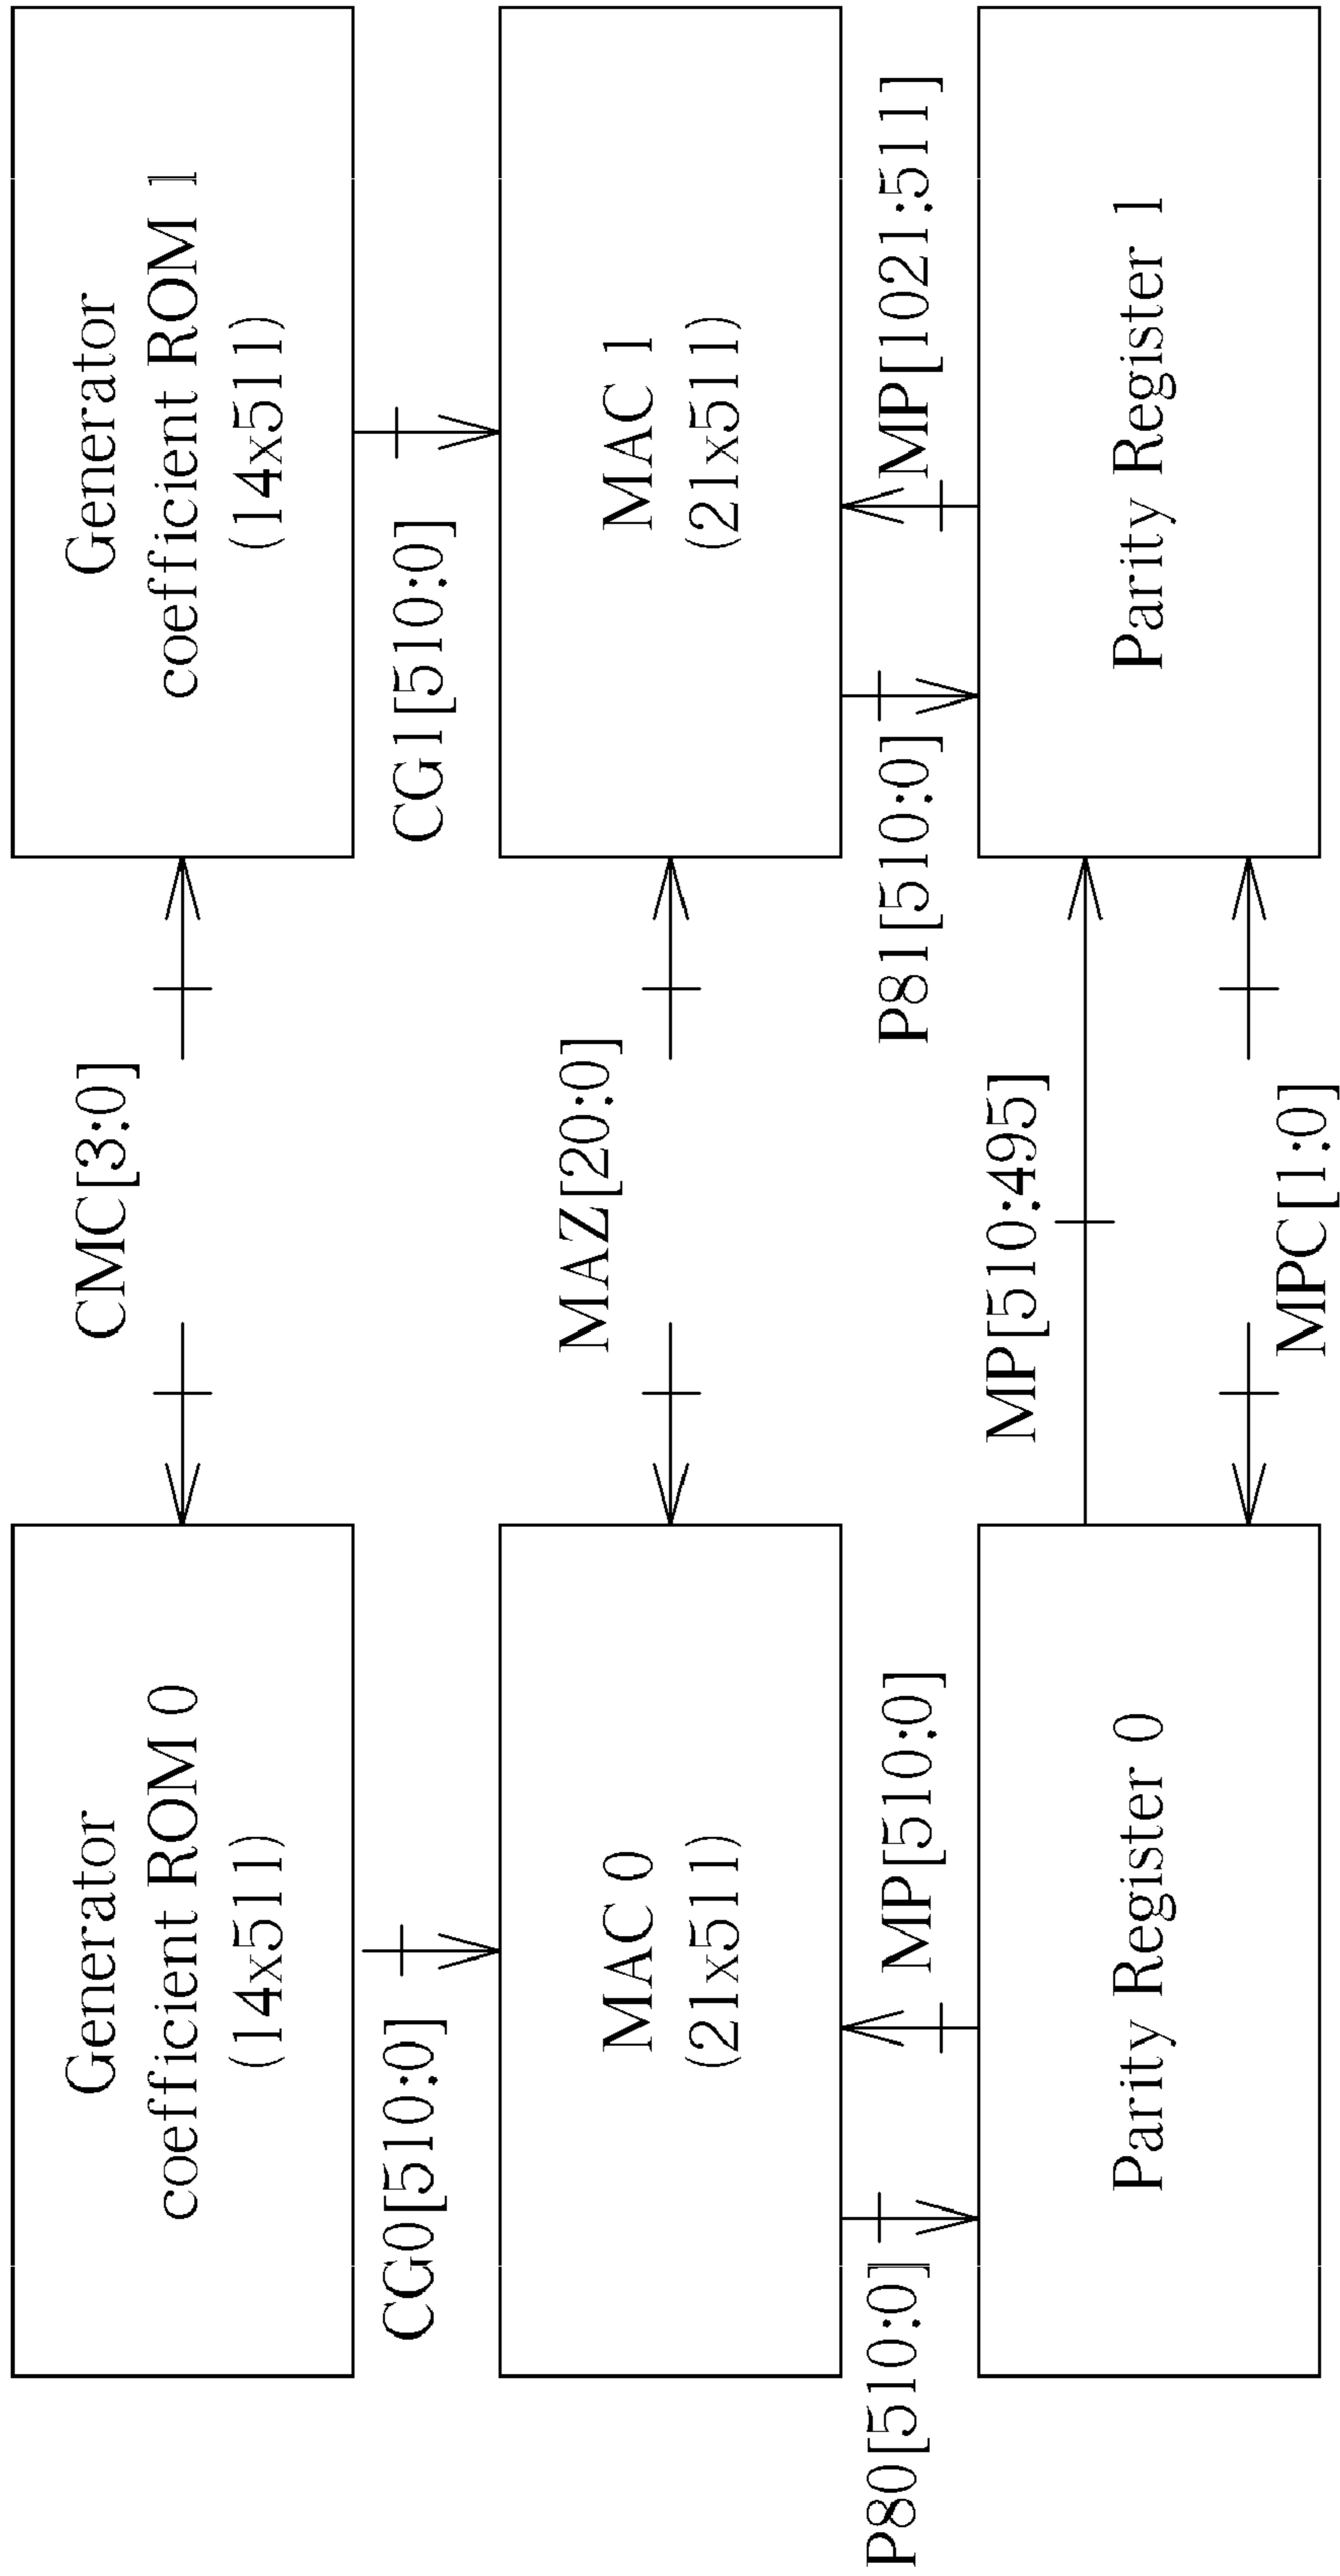 Generator
coefficient ROM 0
(14x511)
CMC[3:0]
Generator
coefficient ROM 1
(14x511)
CG0[510:0]
CG1[510:0]
MAC 0
(21x511)
MAZ[20:0]
MAC 1
(21x511)
P80[510:0]
MP[510:0]
P81[510:0]
MP[1021:511]
Parity Register 0
MP[510:495]
MPC[1:0]
Parity Register 1